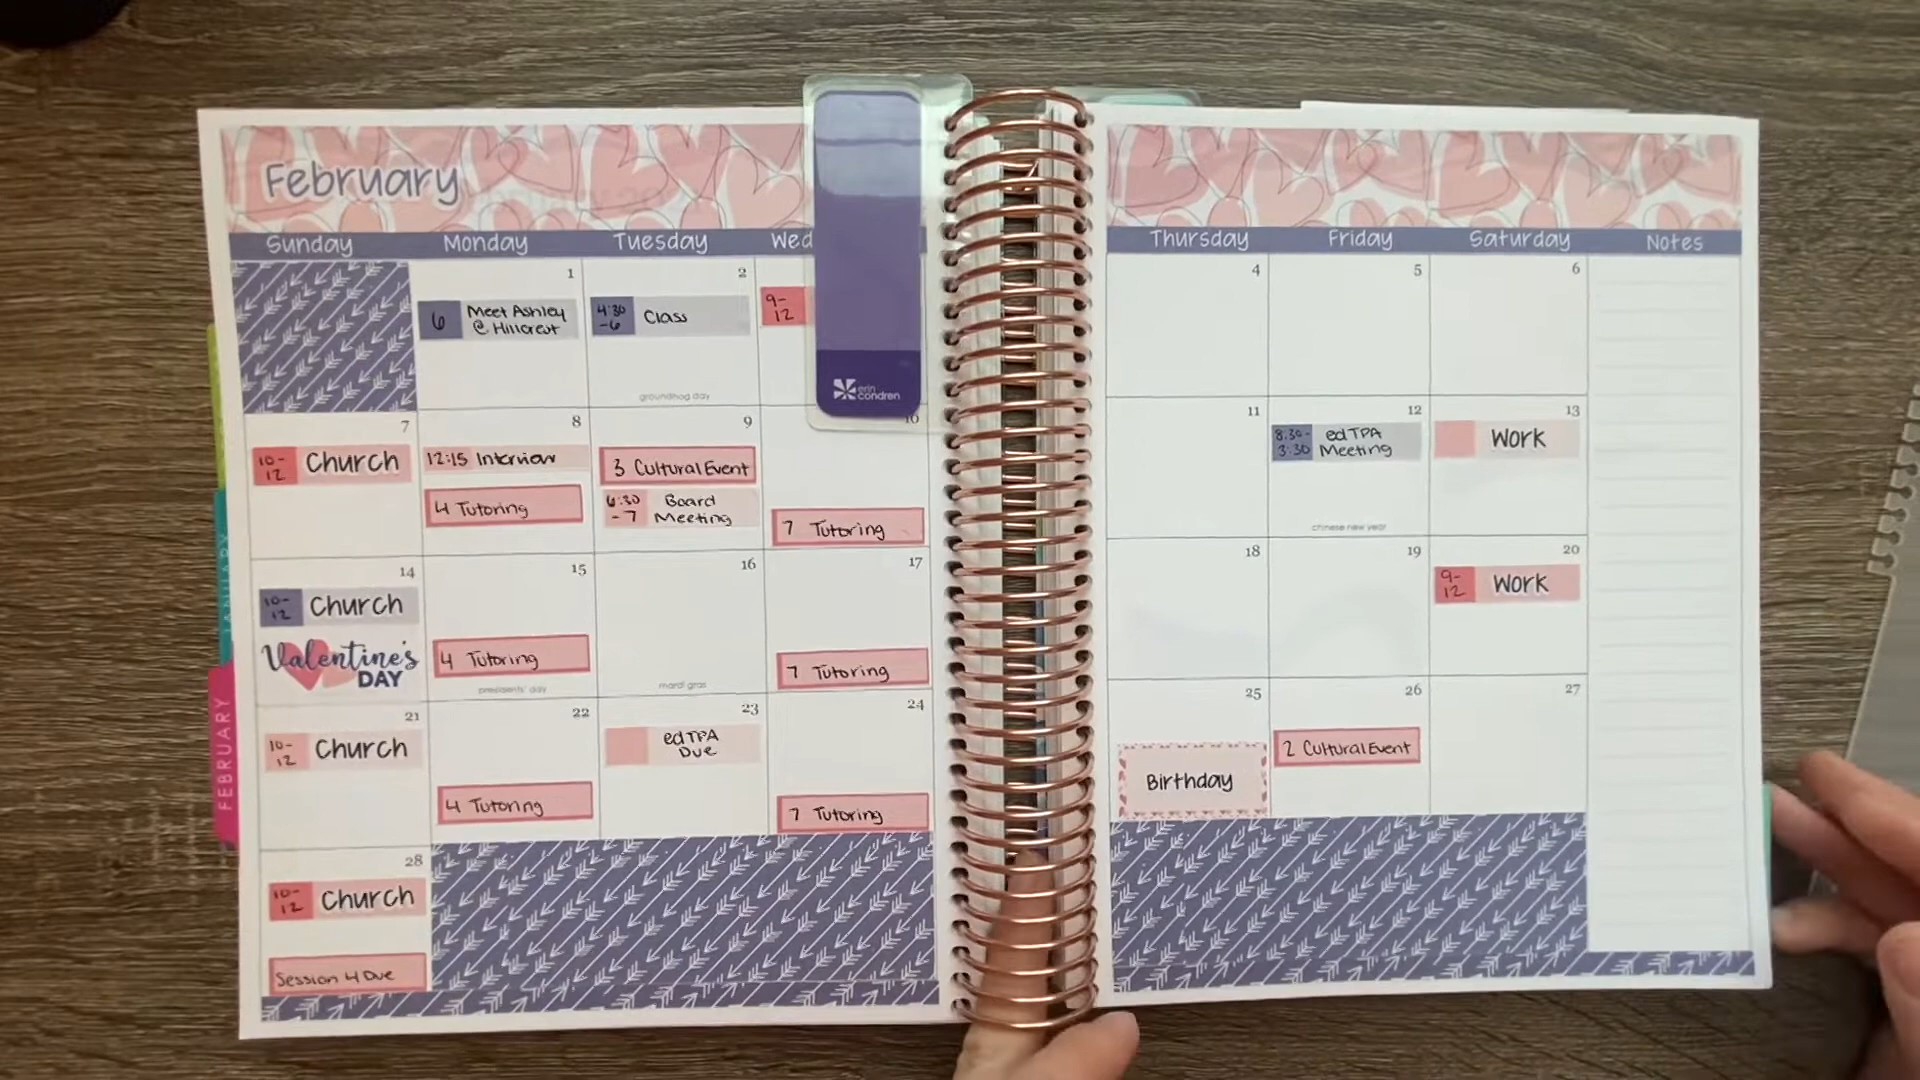 February
Sunday Monday Tuesday Wed
Thursday Friday Saturday Notes
1
6 Meet Ashley
@ Hillcrest
2
4:30
-6 Class
groundhog day
9-
12
erin
condren
4
5
6
7
10-
12 Church
8
12:15 Interview
4 Tutoring
9
3 Cultural Event
6:30
-7 Board
Meeting
10
7 Tutoring
11
12
8:30-
3:30 edTPA
Meeting
chinese new year
13
Work
14
10-
12 Church
Valentine's
DAY
15
4 Tutoring
presidents' day
16
mardi gras
17
7 Tutoring
18
19
20
9-
12 Work
21
10-
12 Church
22
4 Tutoring
23
edTPA
Due
24
7 Tutoring
25
Birthday
26
2 Cultural Event
27
28
10-
12 Church
Session 4 Due
JANUARY
FEBRUARY